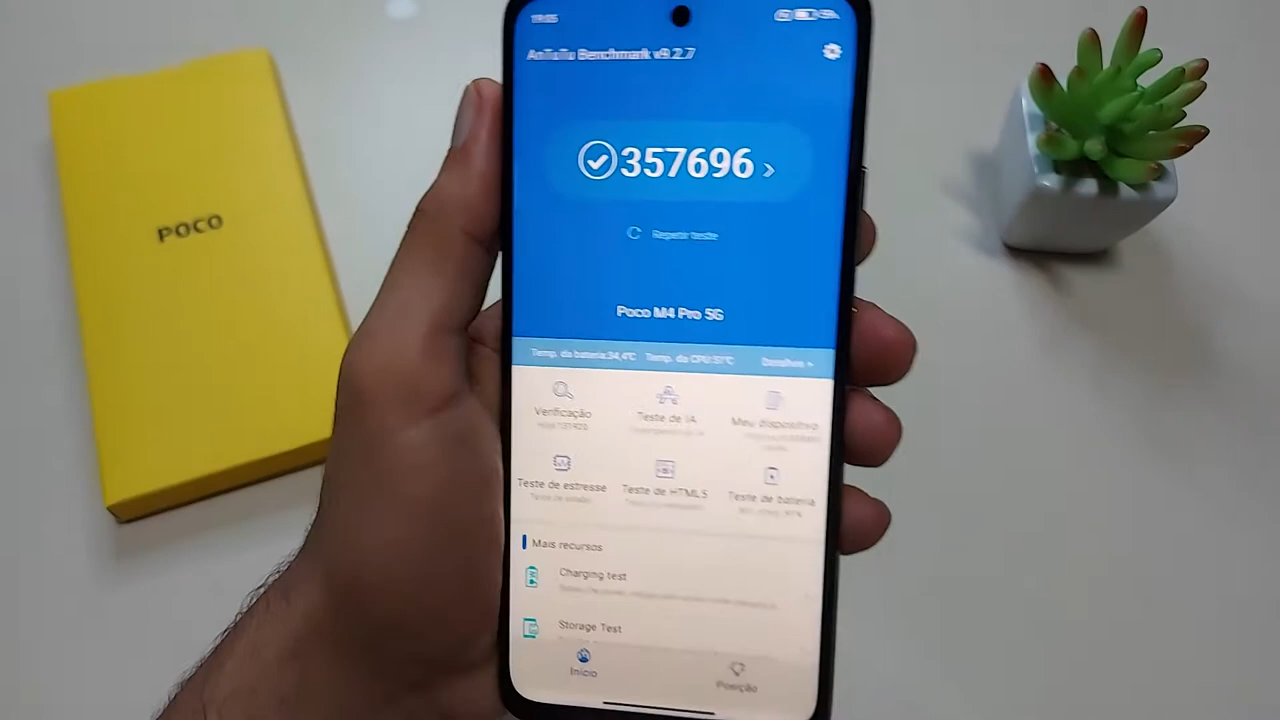 POCO
19:05
AnTuTu Benchmark v9.2.7
357696
Repetir teste
Poco M4 Pro 5G
Temp. da bateria:34,4℃ Temp. da CPU:51℃ Detalhes >
Verificação
Teste de IA
Meu dispositivo
Teste de estresse
Teste de HTML5
Teste de bateria
Mais recursos
Charging test
Storage Test
Início
Posição